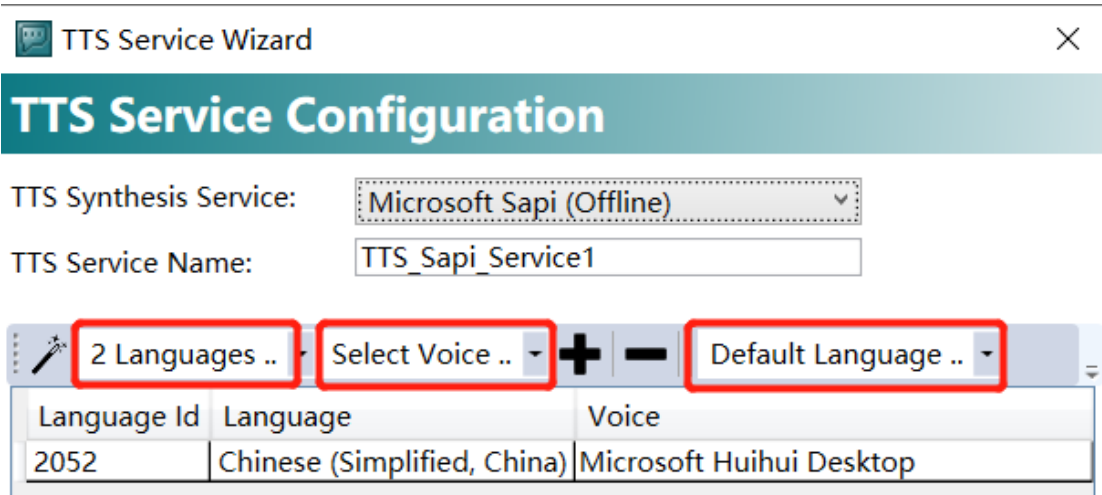 TTS Service Wizard
TTS Service Configuration
TTS Synthesis Service: Microsoft Sapi (Offline)
TTS Service Name: TTS_Sapi_Service1
2 Languages .. Select Voice .. Default Language ..
Language Id Language Voice
2052 Chinese (Simplified, China) Microsoft Huihui Desktop